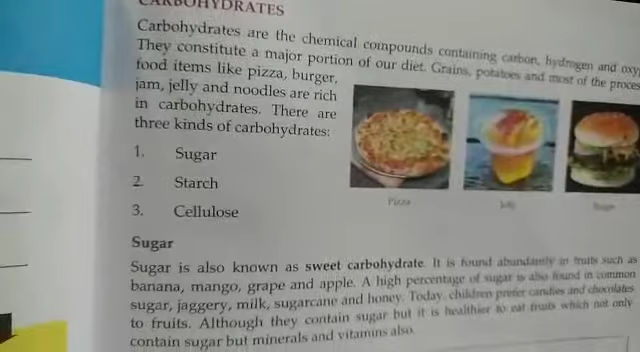 CARBOHYDRATES
Carbohydrates are the chemical compounds containing carbon, hydrogen and oxy
They constitute a major portion of our diet. Grains, potatoes and most of the proces
food items like pizza, burger,
jam, jelly and noodles are rich
in carbohydrates. There are
three kinds of carbohydrates:
1. Sugar
2. Starch
3. Cellulose
Pizza
Jelly
Burger
Sugar
Sugar is also known as sweet carbohydrate. It is found abundantly in fruits such as
banana, mango, grape and apple. A high percentage of sugar is also found in common
sugar, jaggery, milk, sugarcane and honey. Today, children prefer candies and chocolates
to fruits. Although they contain sugar but it is healthier to eat fruits which not only
contain sugar but minerals and vitamins also.